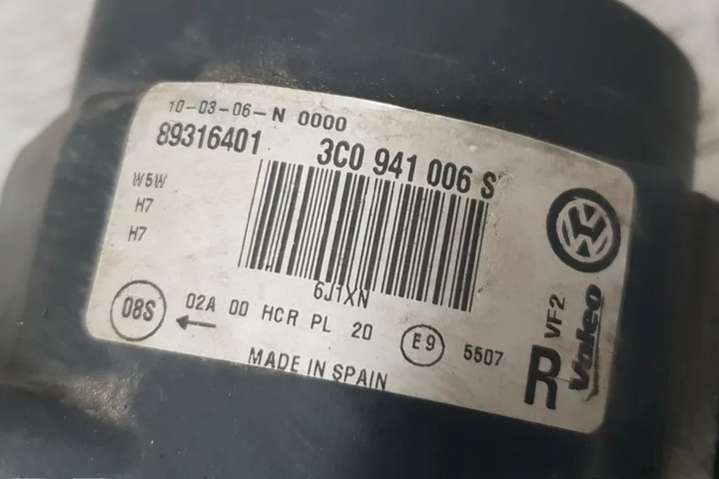 10-03-06-N 0000
89316401 3C0 941 006 S
W5W
H7
H7
6J1XN
08S 02A 00 HCR PL 20 E9 5507
MADE IN SPAIN
R VF2
Valeo